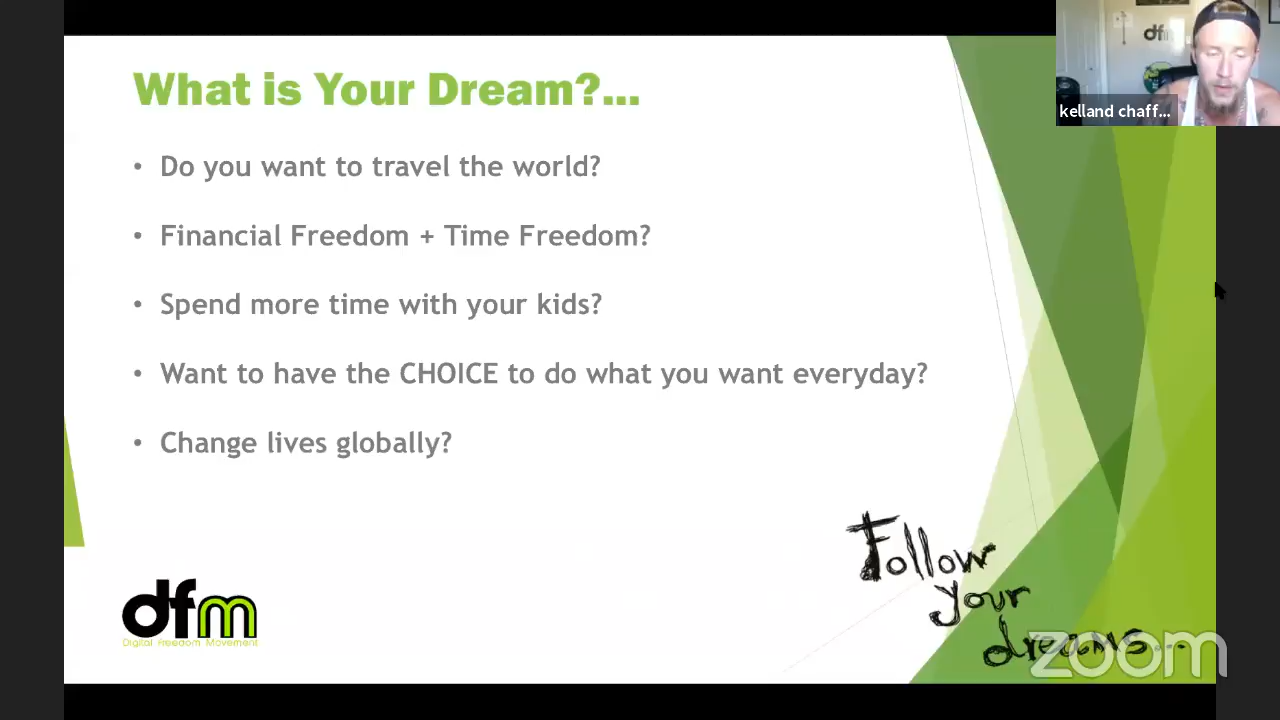 What is Your Dream?...
dfm
kelland chaff...
• Do you want to travel the world?
• Financial Freedom + Time Freedom?
• Spend more time with your kids?
• Want to have the CHOICE to do what you want everyday?
• Change lives globally?
Follow
your
dreams...
dfm
Digital Freedom Movement
zoom